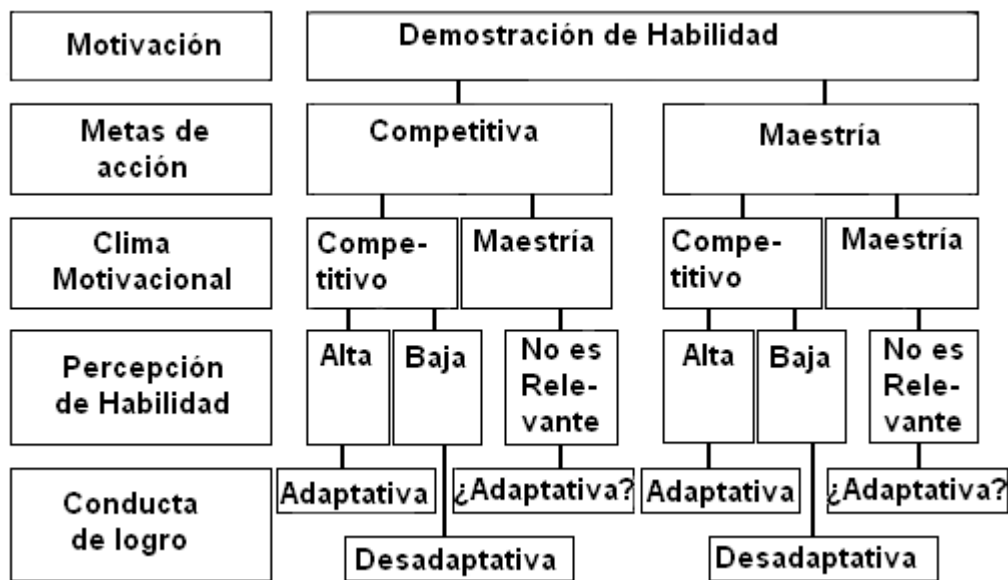 Motivación
Demostración de Habilidad
Metas de
acción
Competitiva
Maestría
Clima
Motivacional
Compe-
titivo
Maestría
Compe-
titivo
Maestría
Percepción
de Habilidad
Alta
Baja
No es
Rele-
vante
Alta
Baja
No es
Rele-
vante
Conducta
de logro
Adaptativa
¿Adaptativa?
Adaptativa
¿Adaptativa?
Desadaptativa
Desadaptativa